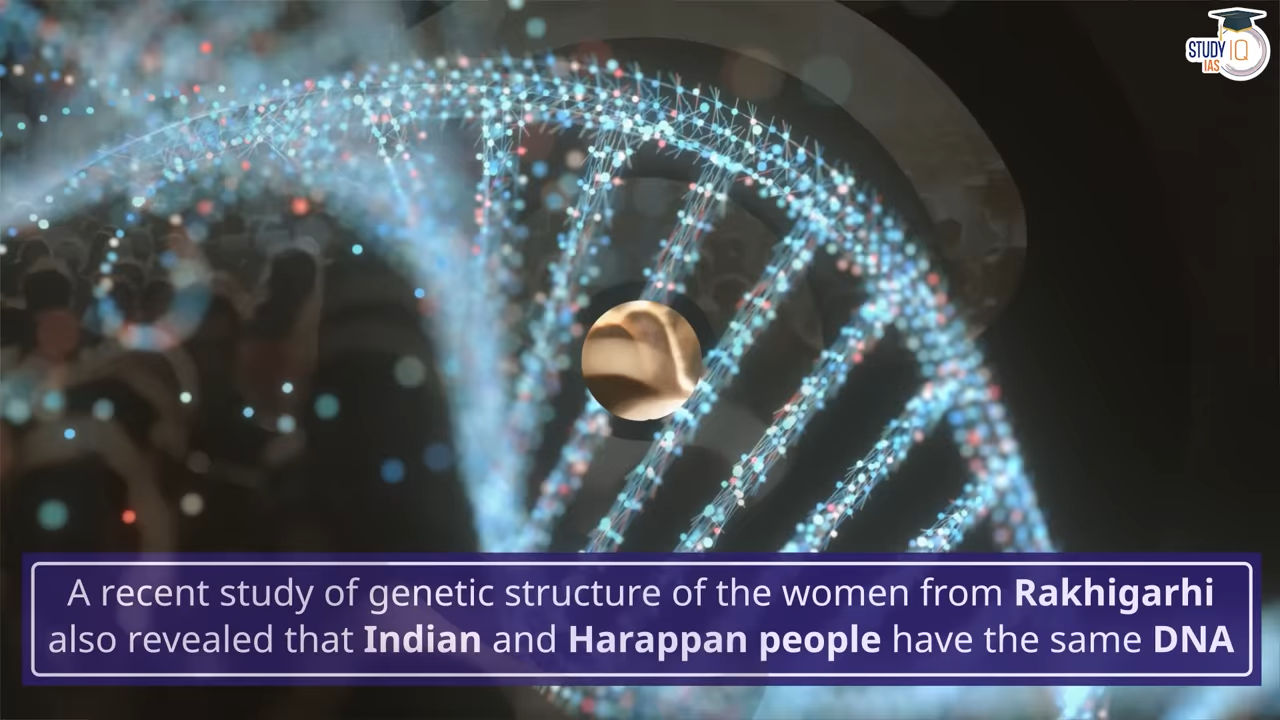 STUDY IQ
IAS
A recent study of genetic structure of the women from Rakhigarhi
also revealed that Indian and Harappan people have the same DNA